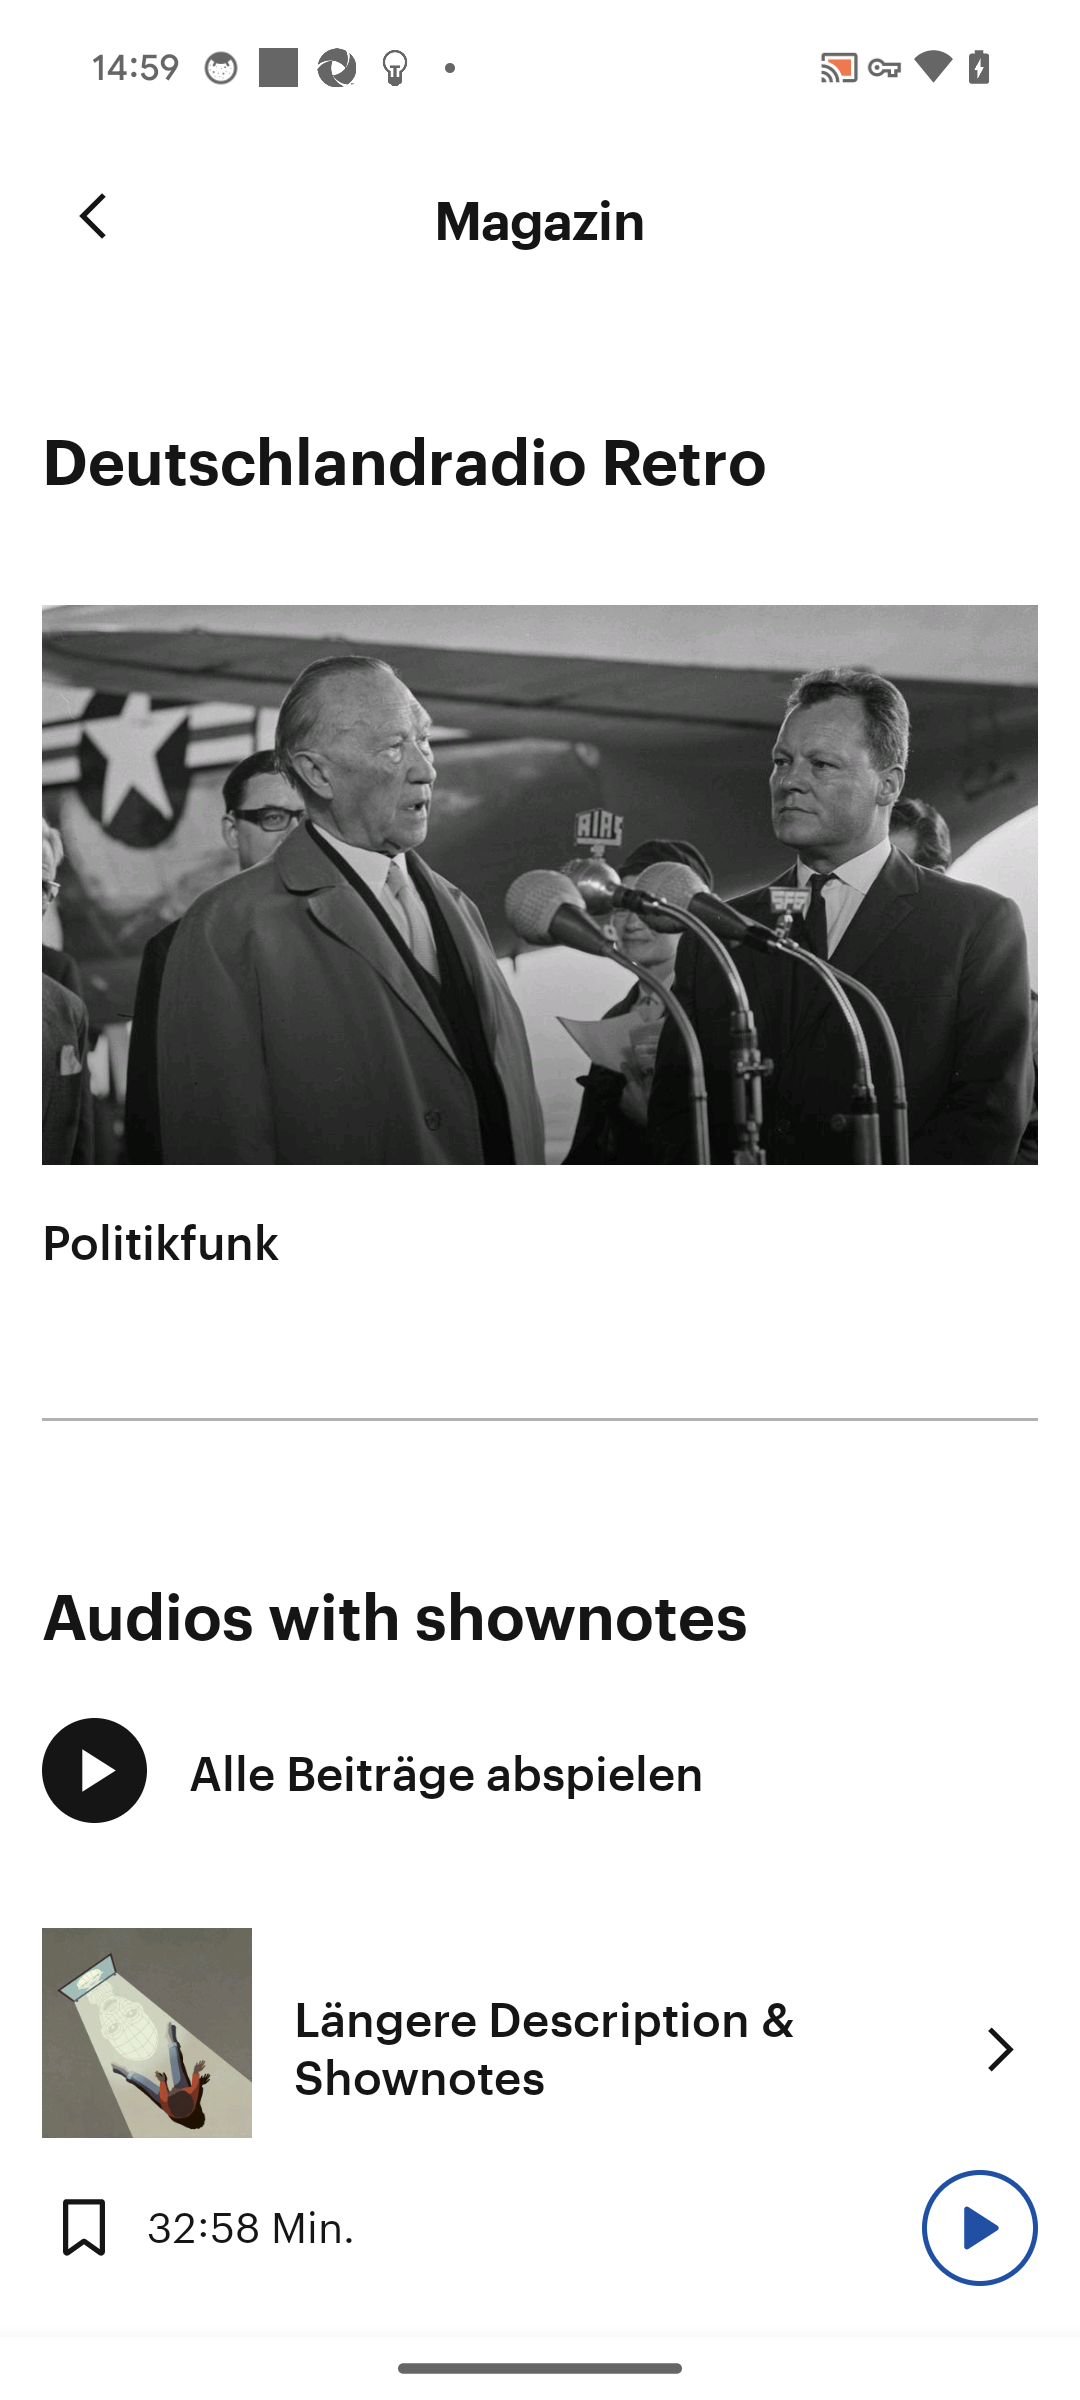 14:59
Magazin
Deutschlandradio Retro
RIAS
SFB
Politikfunk
Audios with shownotes
Alle Beiträge abspielen
Längere Description &
Shownotes
32:58 Min.